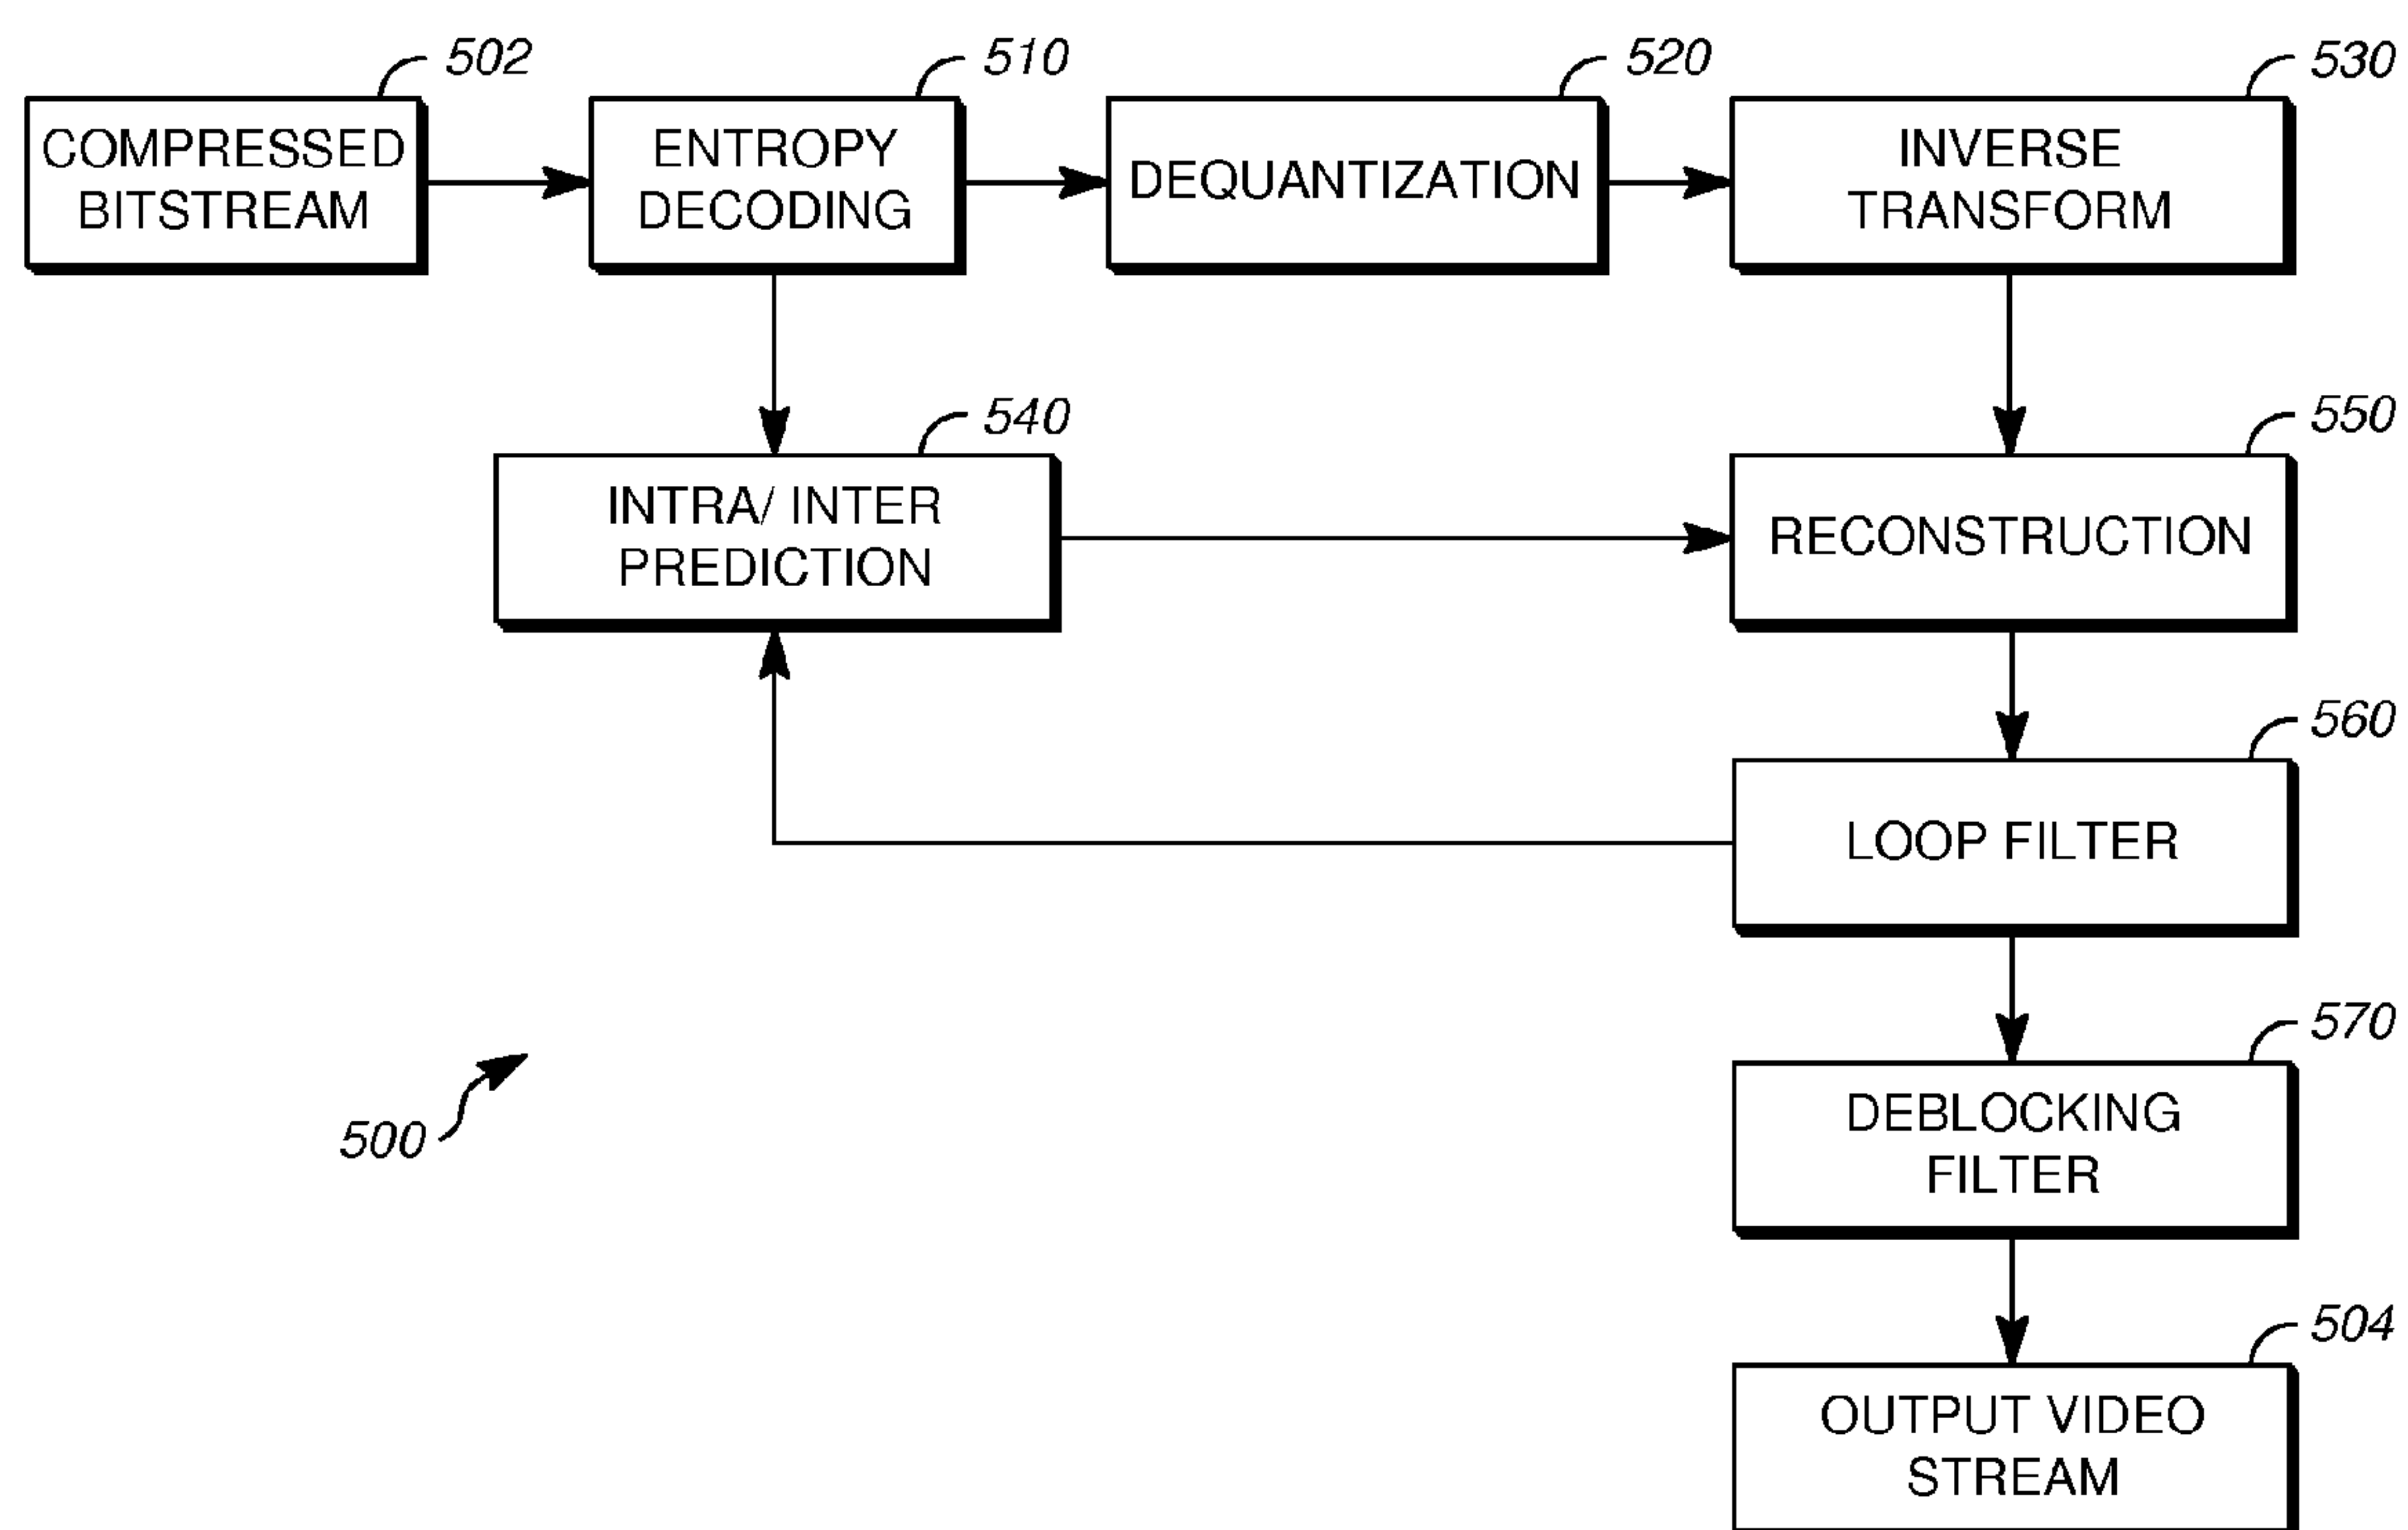 502
510
520
530
COMPRESSED
BITSTREAM
ENTROPY
DECODING
DEQUANTIZATION
INVERSE
TRANSFORM
540
550
INTRA/ INTER
PREDICTION
RECONSTRUCTION
560
LOOP FILTER
570
500
DEBLOCKING
FILTER
504
OUTPUT VIDEO
STREAM